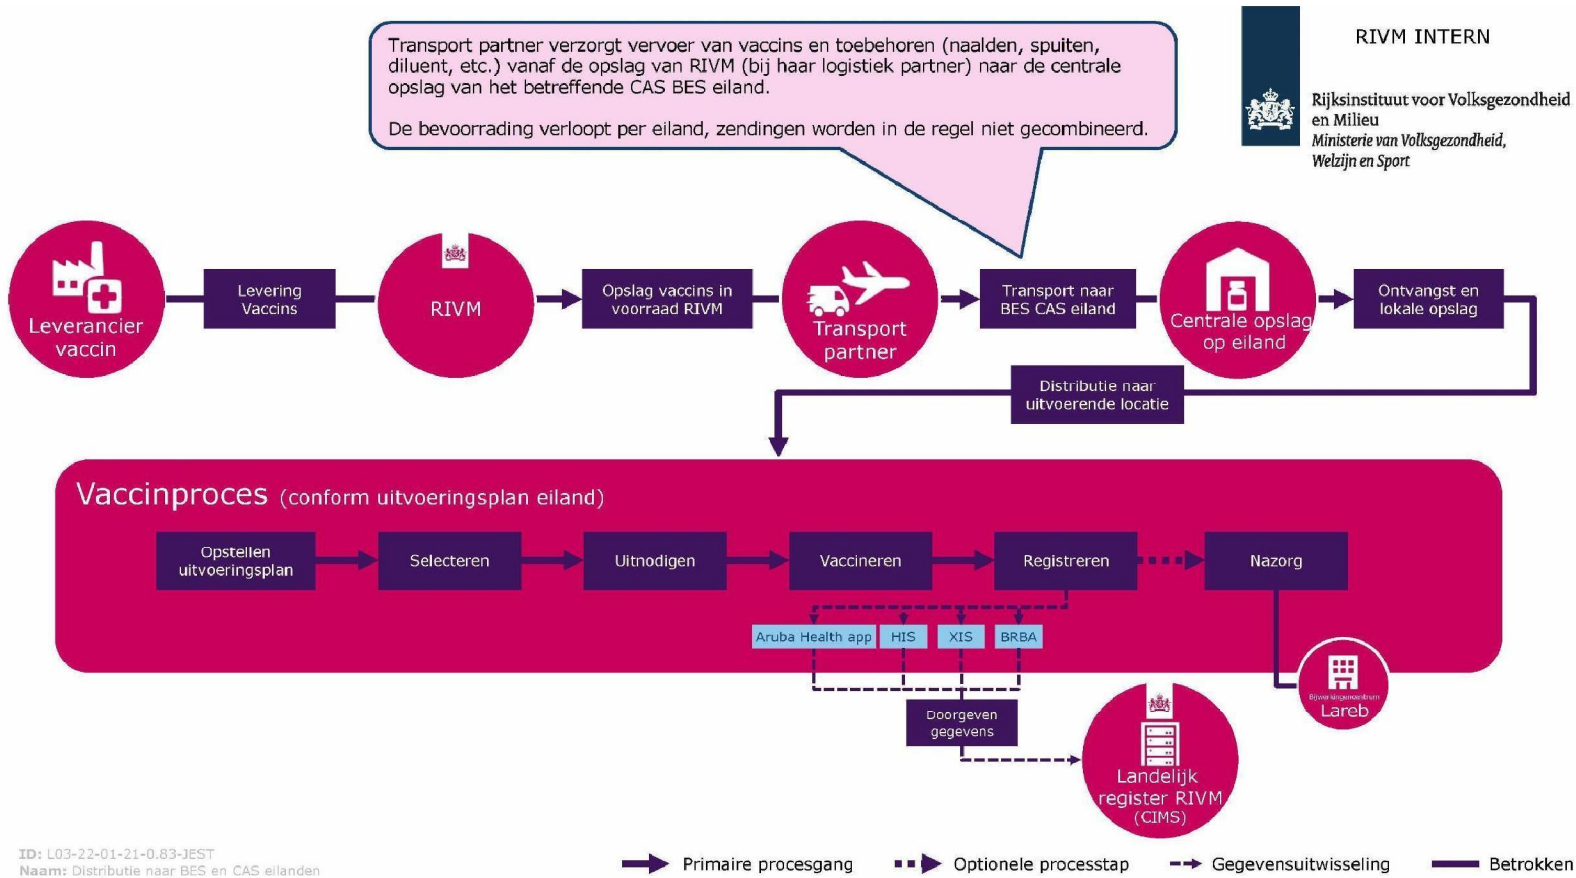 Transport partner verzorgt vervoer van vaccins en toebehoren (naalden, spuiten,
diluent, etc.) vanaf de opslag van RIVM (bij haar logistiek partner) naar de centrale
opslag van het betreffende CAS BES eiland.
De bevoorrading verloopt per eiland, zendingen worden in de regel niet gecombineerd.
RIVM INTERN
Rijksinstituut voor Volksgezondheid
en Milieu
Ministerie van Volksgezondheid,
Welzijn en Sport
Leverancier
vaccin
Levering
Vaccins
RIVM
Opslag vaccins in
voorraad RIVM
Transport
partner
Transport naar
BES CAS eiland
Centrale opslag
op eiland
Ontvangst en
lokale opslag
Distributie naar
uitvoerende locatie
Vaccinproces (conform uitvoeringsplan eiland)
Opstellen
uitvoeringsplan
Selecteren
Uitnodigen
Vaccineren
Registreren
Nazorg
Aruba Health app
HIS
XIS
BRBA
Bijwerkingencentrum
Lareb
Doorgeven
gegevens
Landelijk
register RIVM
(CIMS)
ID: L03-22-01-21-0.83-JEST
Naam: Distributie naar BES en CAS eilanden
Primaire procesgang
Optionele processtap
Gegevensuitwisseling
Betrokken